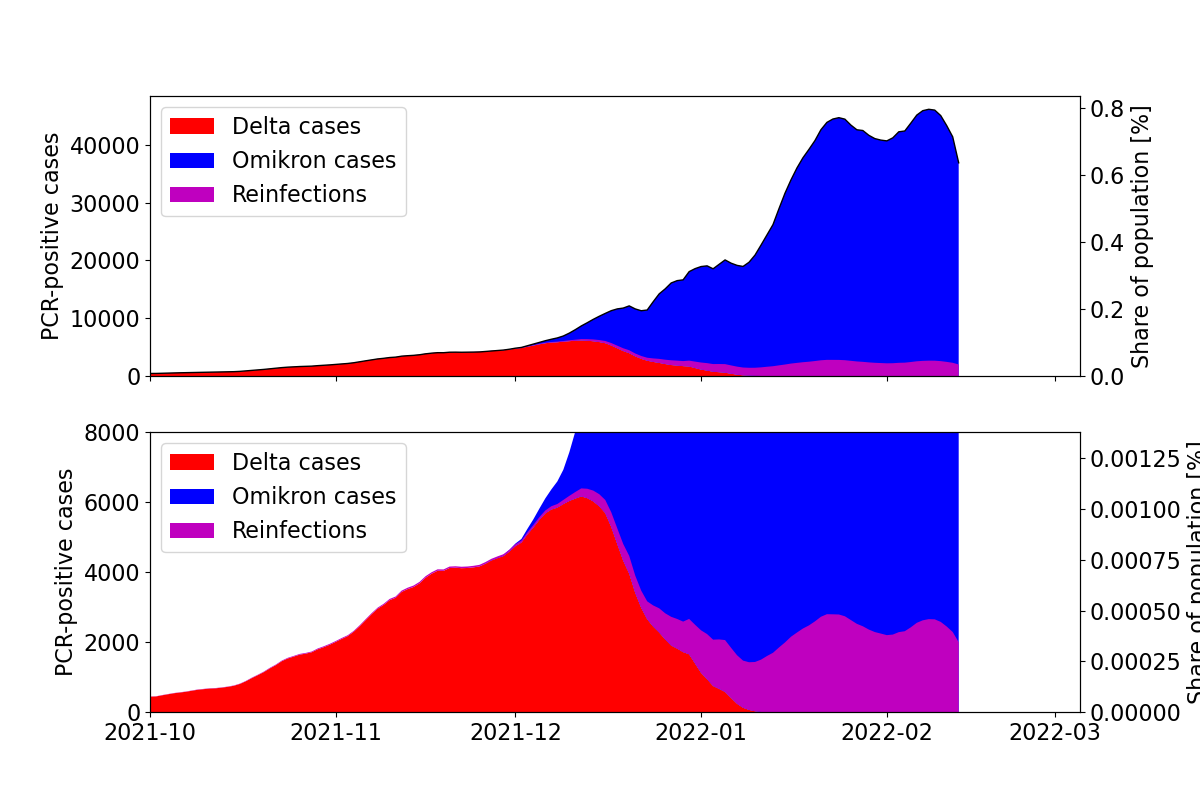 Delta cases
Omikron cases
Reinfections
PCR-positive cases
40000
30000
20000
10000
0
0.8
0.6
0.4
0.2
0.0
Share of population [%]
Delta cases
Omikron cases
Reinfections
PCR-positive cases
8000
6000
4000
2000
0
0.00125
0.00100
0.00075
0.00050
0.00025
0.00000
Share of population [%]
2021-10 2021-11 2021-12 2022-01 2022-02 2022-03